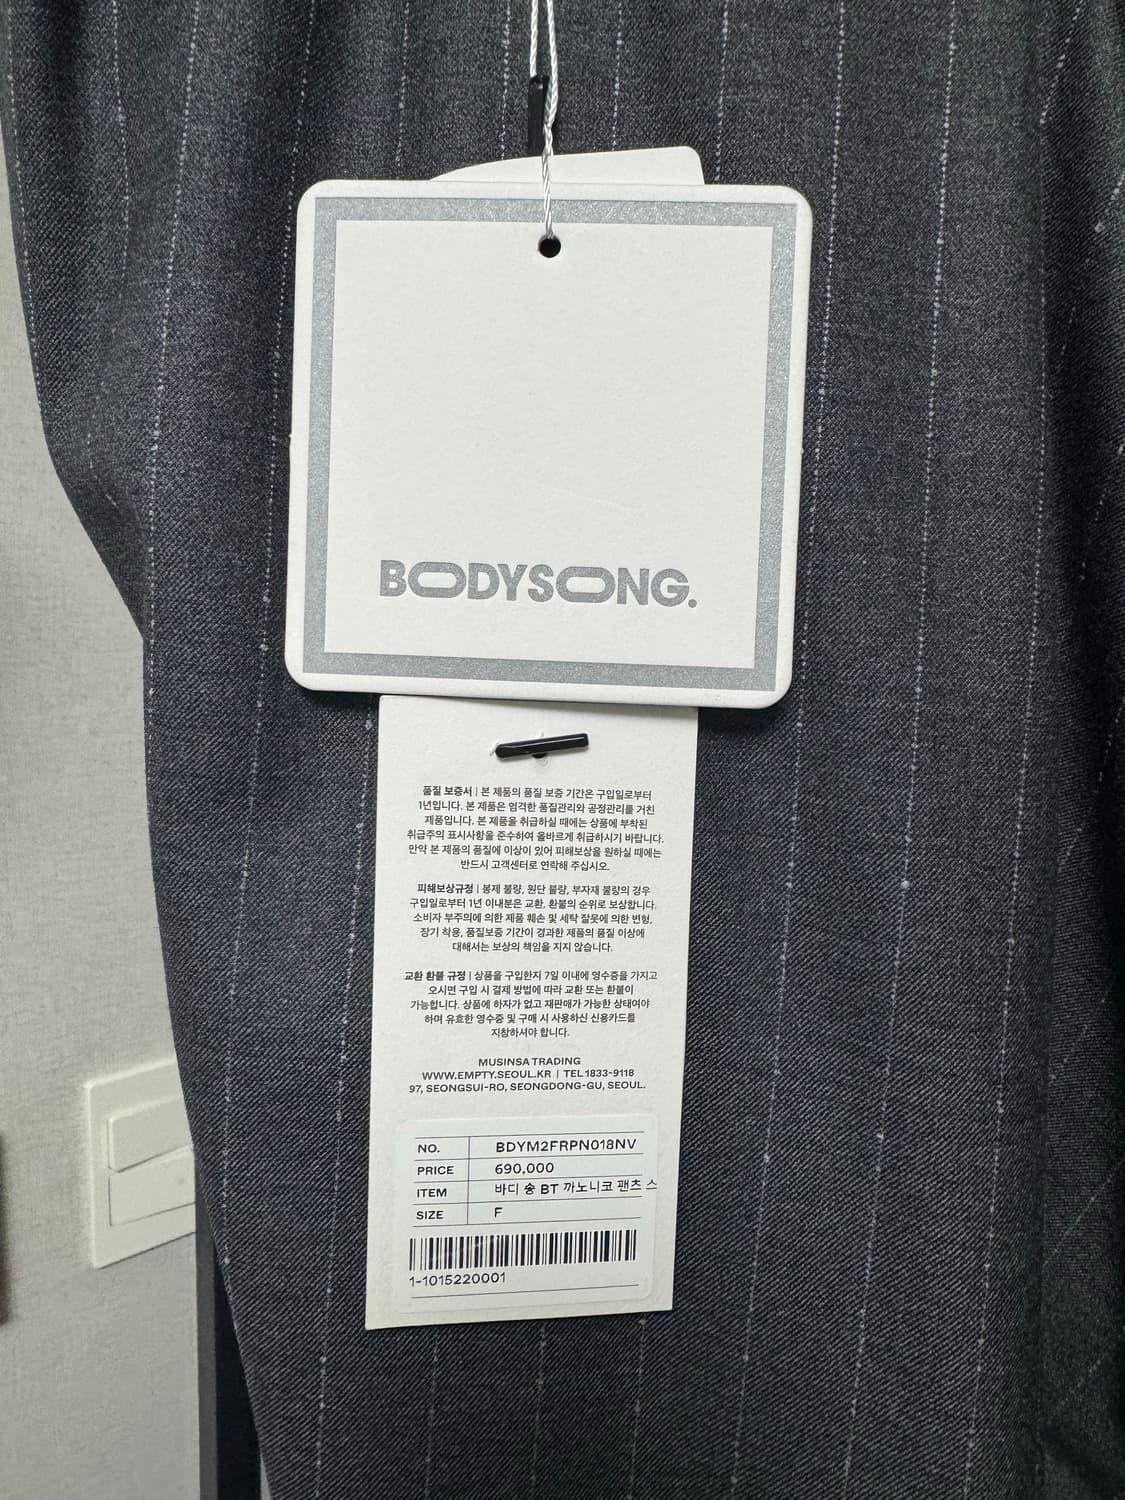 BODYSONG.
품질 보증서 | 본 제품의 품질 보증 기간은 구입일로부터
1년입니다. 본 제품은 엄격한 품질관리와 공정관리를 거친
제품입니다. 본 제품을 취급하실 때에는 상품에 부착된
취급주의 표시사항을 준수하여 올바르게 취급하시기 바랍니다.
만약 본 제품의 품질에 이상이 있어 피해보상을 원하실 때에는
반드시 고객센터로 연락해 주십시오.
피해보상규정 | 봉제 불량, 원단 불량, 부자재 불량의 경우
구입일로부터 1년 이내분은 교환, 환불의 순위로 보상합니다.
소비자 부주의에 의한 제품 훼손 및 세탁 잘못에 의한 변형,
장기 착용, 품질보증 기간이 경과한 제품의 품질 이상에
대해서는 보상의 책임을 지지 않습니다.
교환 환불 규정 | 상품을 구입한지 7일 이내에 영수증을 가지고
오시면 구입 시 결제 방법에 따라 교환 또는 환불이
가능합니다. 상품에 하자가 없고 재판매가 가능한 상태여야
하며 유효한 영수증 및 구매 시 사용하신 신용카드를
지참하셔야 합니다.
MUSINSA TRADING
WWW.EMPTY.SEOUL.KR | TEL 1833-9118
97, SEONGSUI-RO, SEONGDONG-GU, SEOUL.
NO. BDYM2FRPN018NV
PRICE 690,000
ITEM 바디 송 BT 까노니코 팬츠 스
SIZE F
1-1015220001